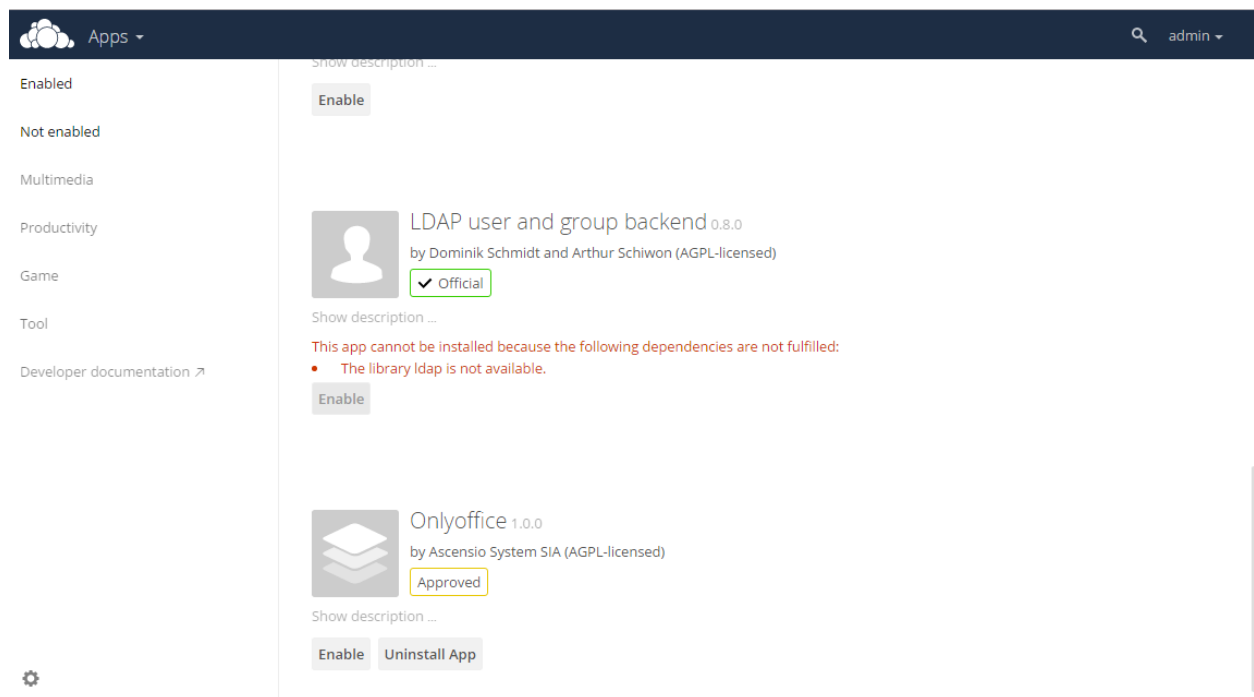 Apps
admin
Enabled
Not enabled
Multimedia
Productivity
Game
Tool
Developer documentation ↗
Show description ...
Enable
LDAP user and group backend 0.8.0
by Dominik Schmidt and Arthur Schiwon (AGPL-licensed)
✓ Official
Show description ...
This app cannot be installed because the following dependencies are not fulfilled:
• The library ldap is not available.
Enable
Onlyoffice 1.0.0
by Ascensio System SIA (AGPL-licensed)
Approved
Show description ...
Enable Uninstall App